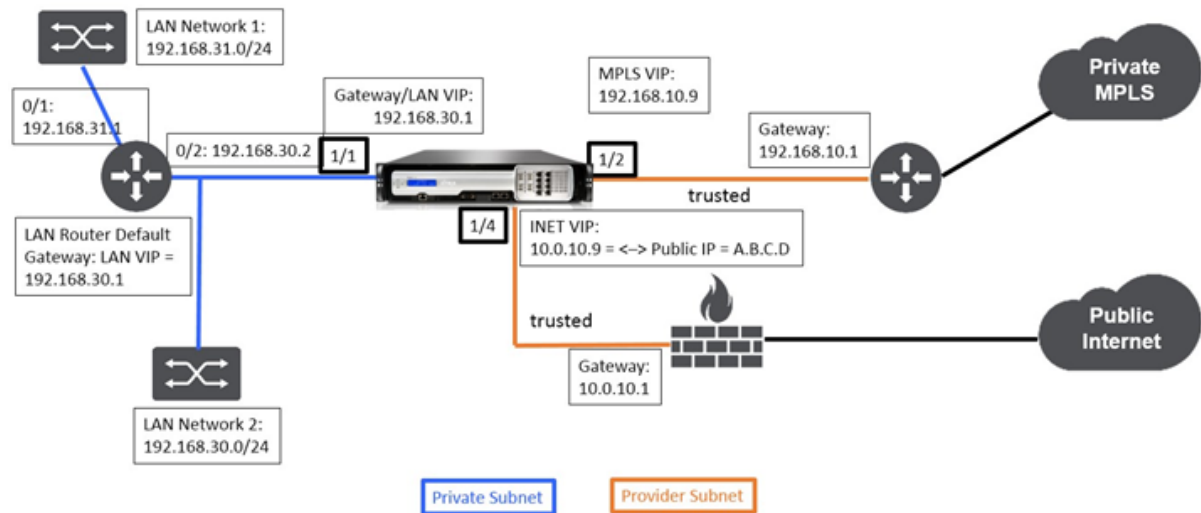 LAN Network 1:
192.168.31.0/24
0/1:
192.168.31.1
Gateway/LAN VIP:
192.168.30.1
MPLS VIP:
192.168.10.9
Private
MPLS
0/2: 192.168.30.2
1/1
1/2
Gateway:
192.168.10.1
trusted
LAN Router Default
Gateway: LAN VIP =
192.168.30.1
1/4
INET VIP:
10.0.10.9 = <–> Public IP = A.B.C.D
trusted
Gateway:
10.0.10.1
Public
Internet
LAN Network 2:
192.168.30.0/24
Private Subnet
Provider Subnet